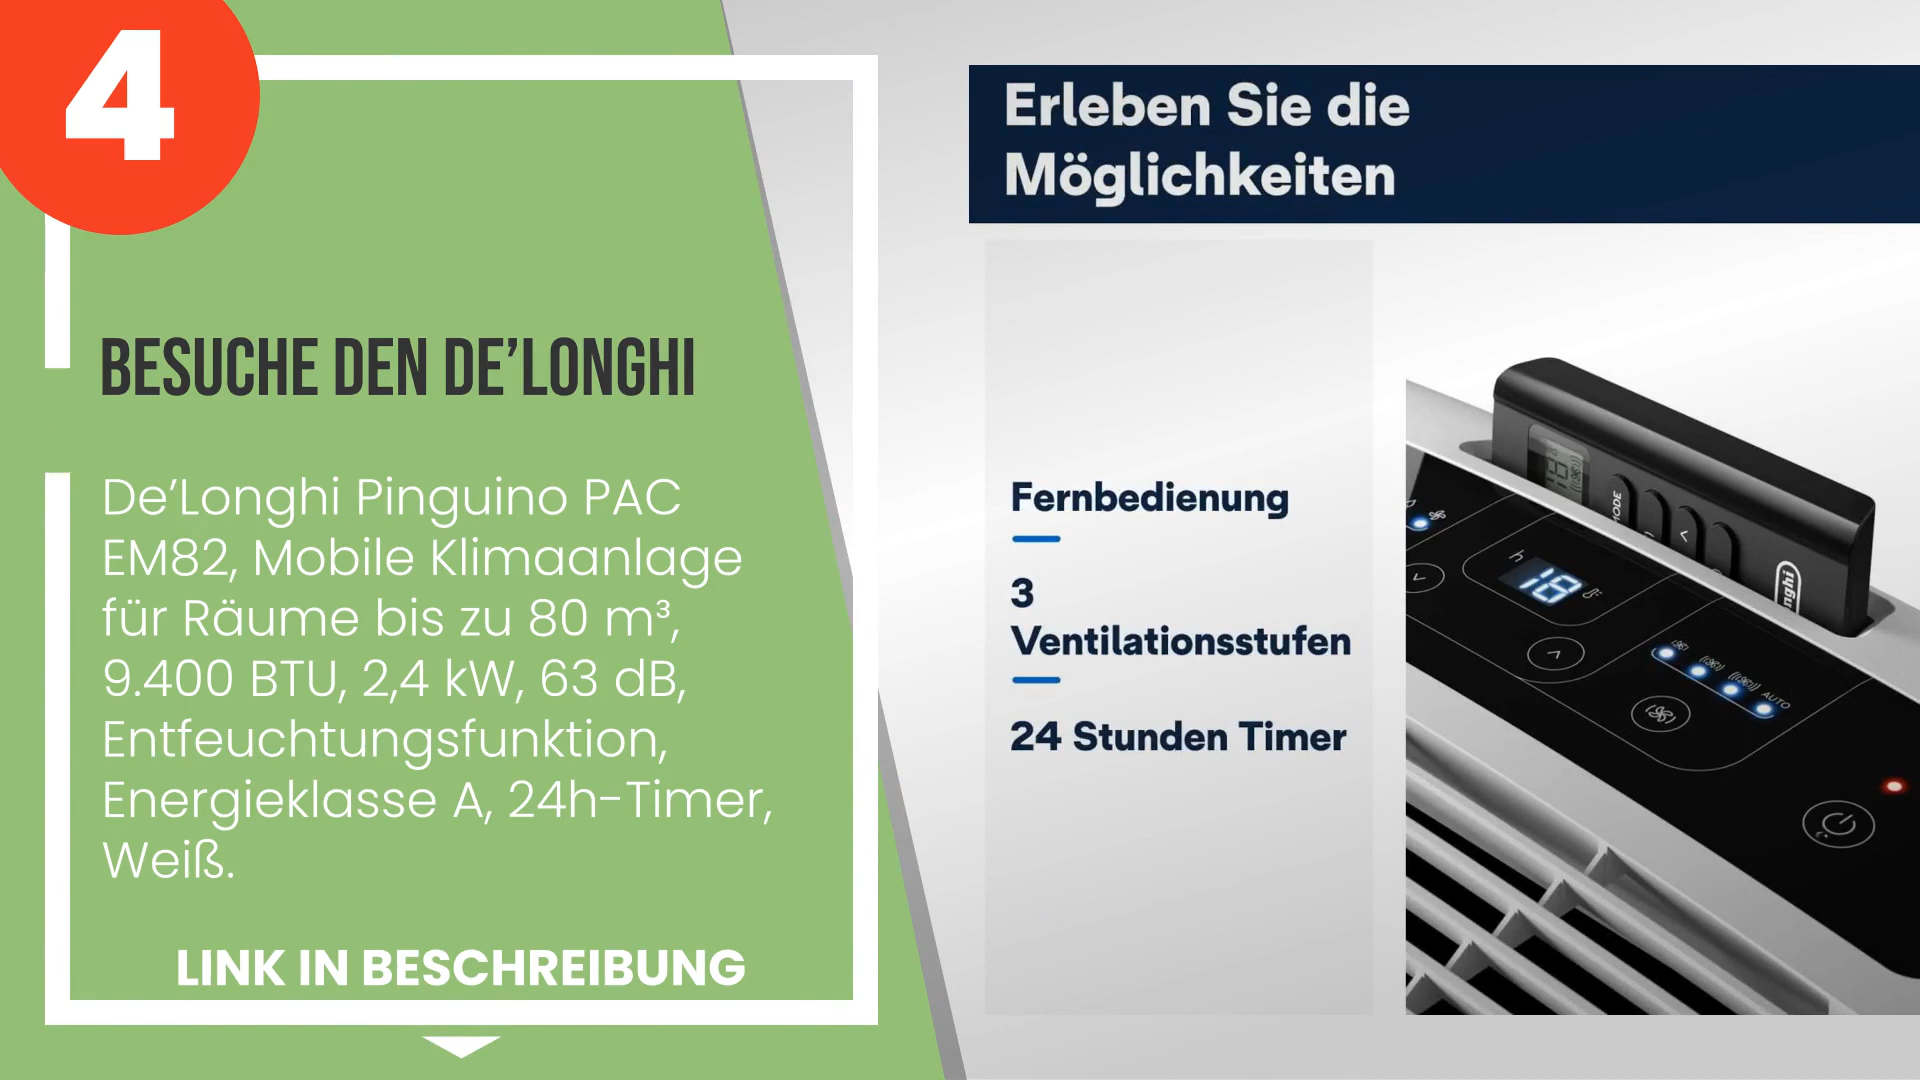 4
BESUCHE DEN DE’LONGHI
De’Longhi Pinguino PAC
EM82, Mobile Klimaanlage
für Räume bis zu 80 m³,
9.400 BTU, 2,4 kW, 63 dB,
Entfeuchtungsfunktion,
Energieklasse A, 24h-Timer,
Weiß.
LINK IN BESCHREIBUNG
Erleben Sie die
Möglichkeiten
Fernbedienung
3
Ventilationsstufen
24 Stunden Timer
MODE
h
18
AUTO
nghi